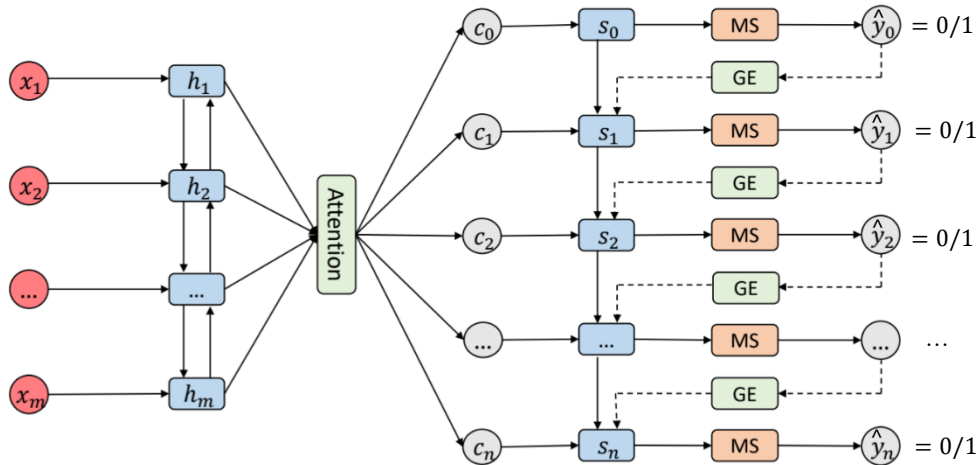 x₁
x₂
...
xₘ
h₁
h₂
...
hₘ
Attention
c₀
c₁
c₂
...
cₙ
s₀
s₁
s₂
...
sₙ
MS
GE
MS
GE
MS
GE
MS
GE
MS
ŷ₀ = 0/1
ŷ₁ = 0/1
ŷ₂ = 0/1
... ...
ŷₙ = 0/1